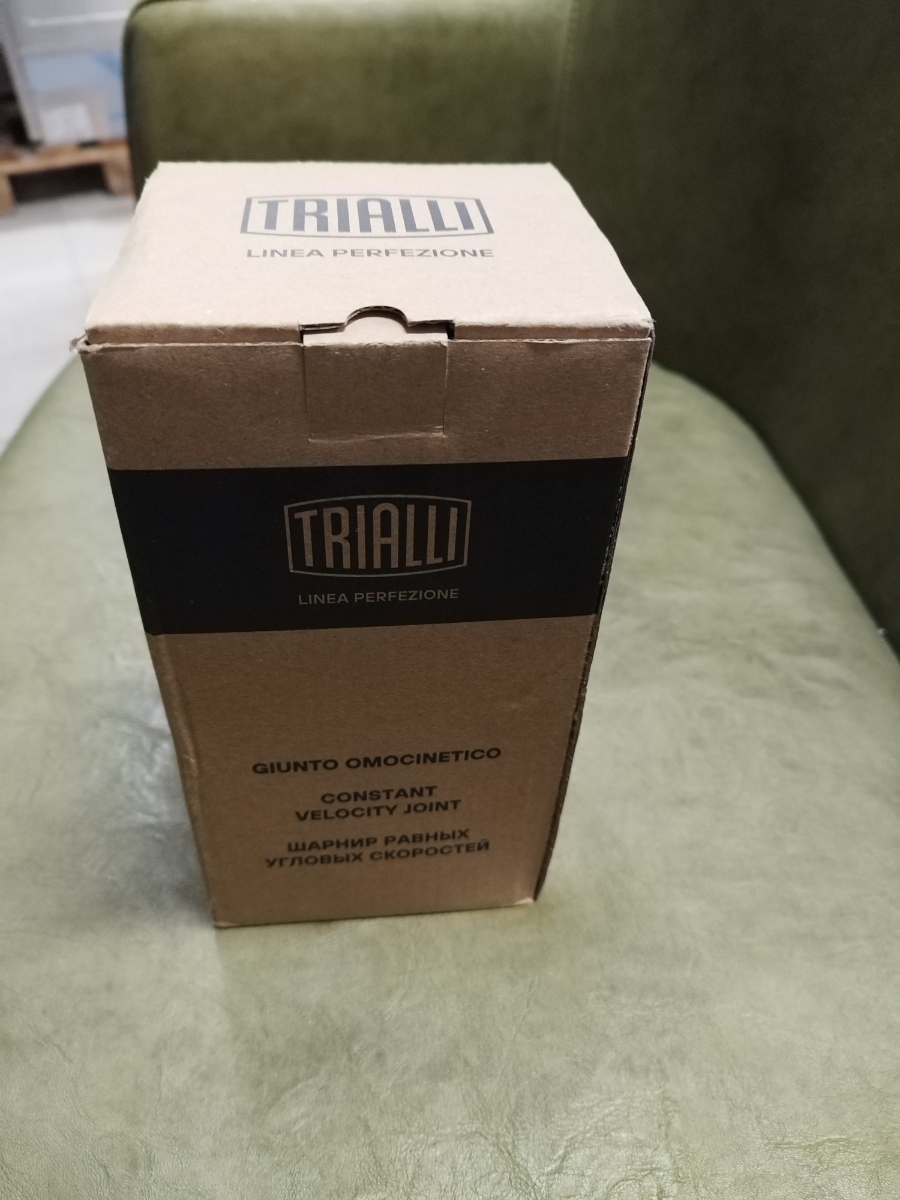 TRIALLI
LINEA PERFEZIONE
TRIALLI
LINEA PERFEZIONE
GIUNTO OMOCINETICO
CONSTANT
VELOCITY JOINT
ШАРНИР РАВНЫХ
УГЛОВЫХ СКОРОСТЕЙ